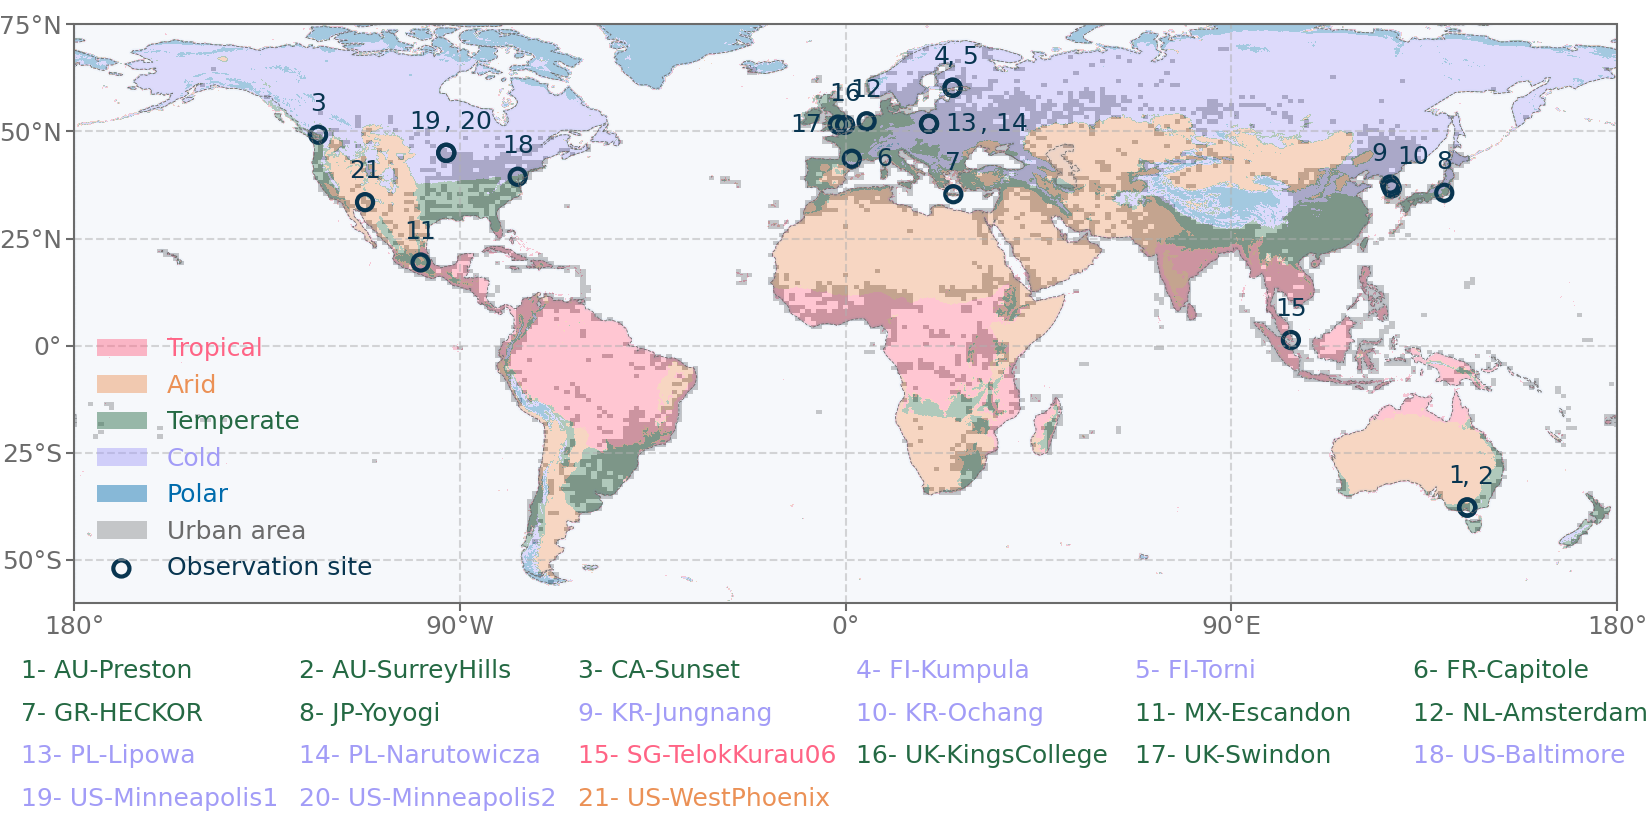 75°N
4, 5
16 12
3
19, 20
17
13, 14
50°N
18
9 10 8
21
6
7
11
25°N
15
0°
Tropical
Arid
Temperate
25°S
Cold
1, 2
Polar
Urban area
50°S
Observation site
180° 90°W 0° 90°E 180°
1- AU-Preston 2- AU-SurreyHills 3- CA-Sunset 4- FI-Kumpula 5- FI-Torni 6- FR-Capitole
7- GR-HECKOR 8- JP-Yoyogi 9- KR-Jungnang 10- KR-Ochang 11- MX-Escandon 12- NL-Amsterdam
13- PL-Lipowa 14- PL-Narutowicza 15- SG-TelokKurau06 16- UK-KingsCollege 17- UK-Swindon 18- US-Baltimore
19- US-Minneapolis1 20- US-Minneapolis2 21- US-WestPhoenix